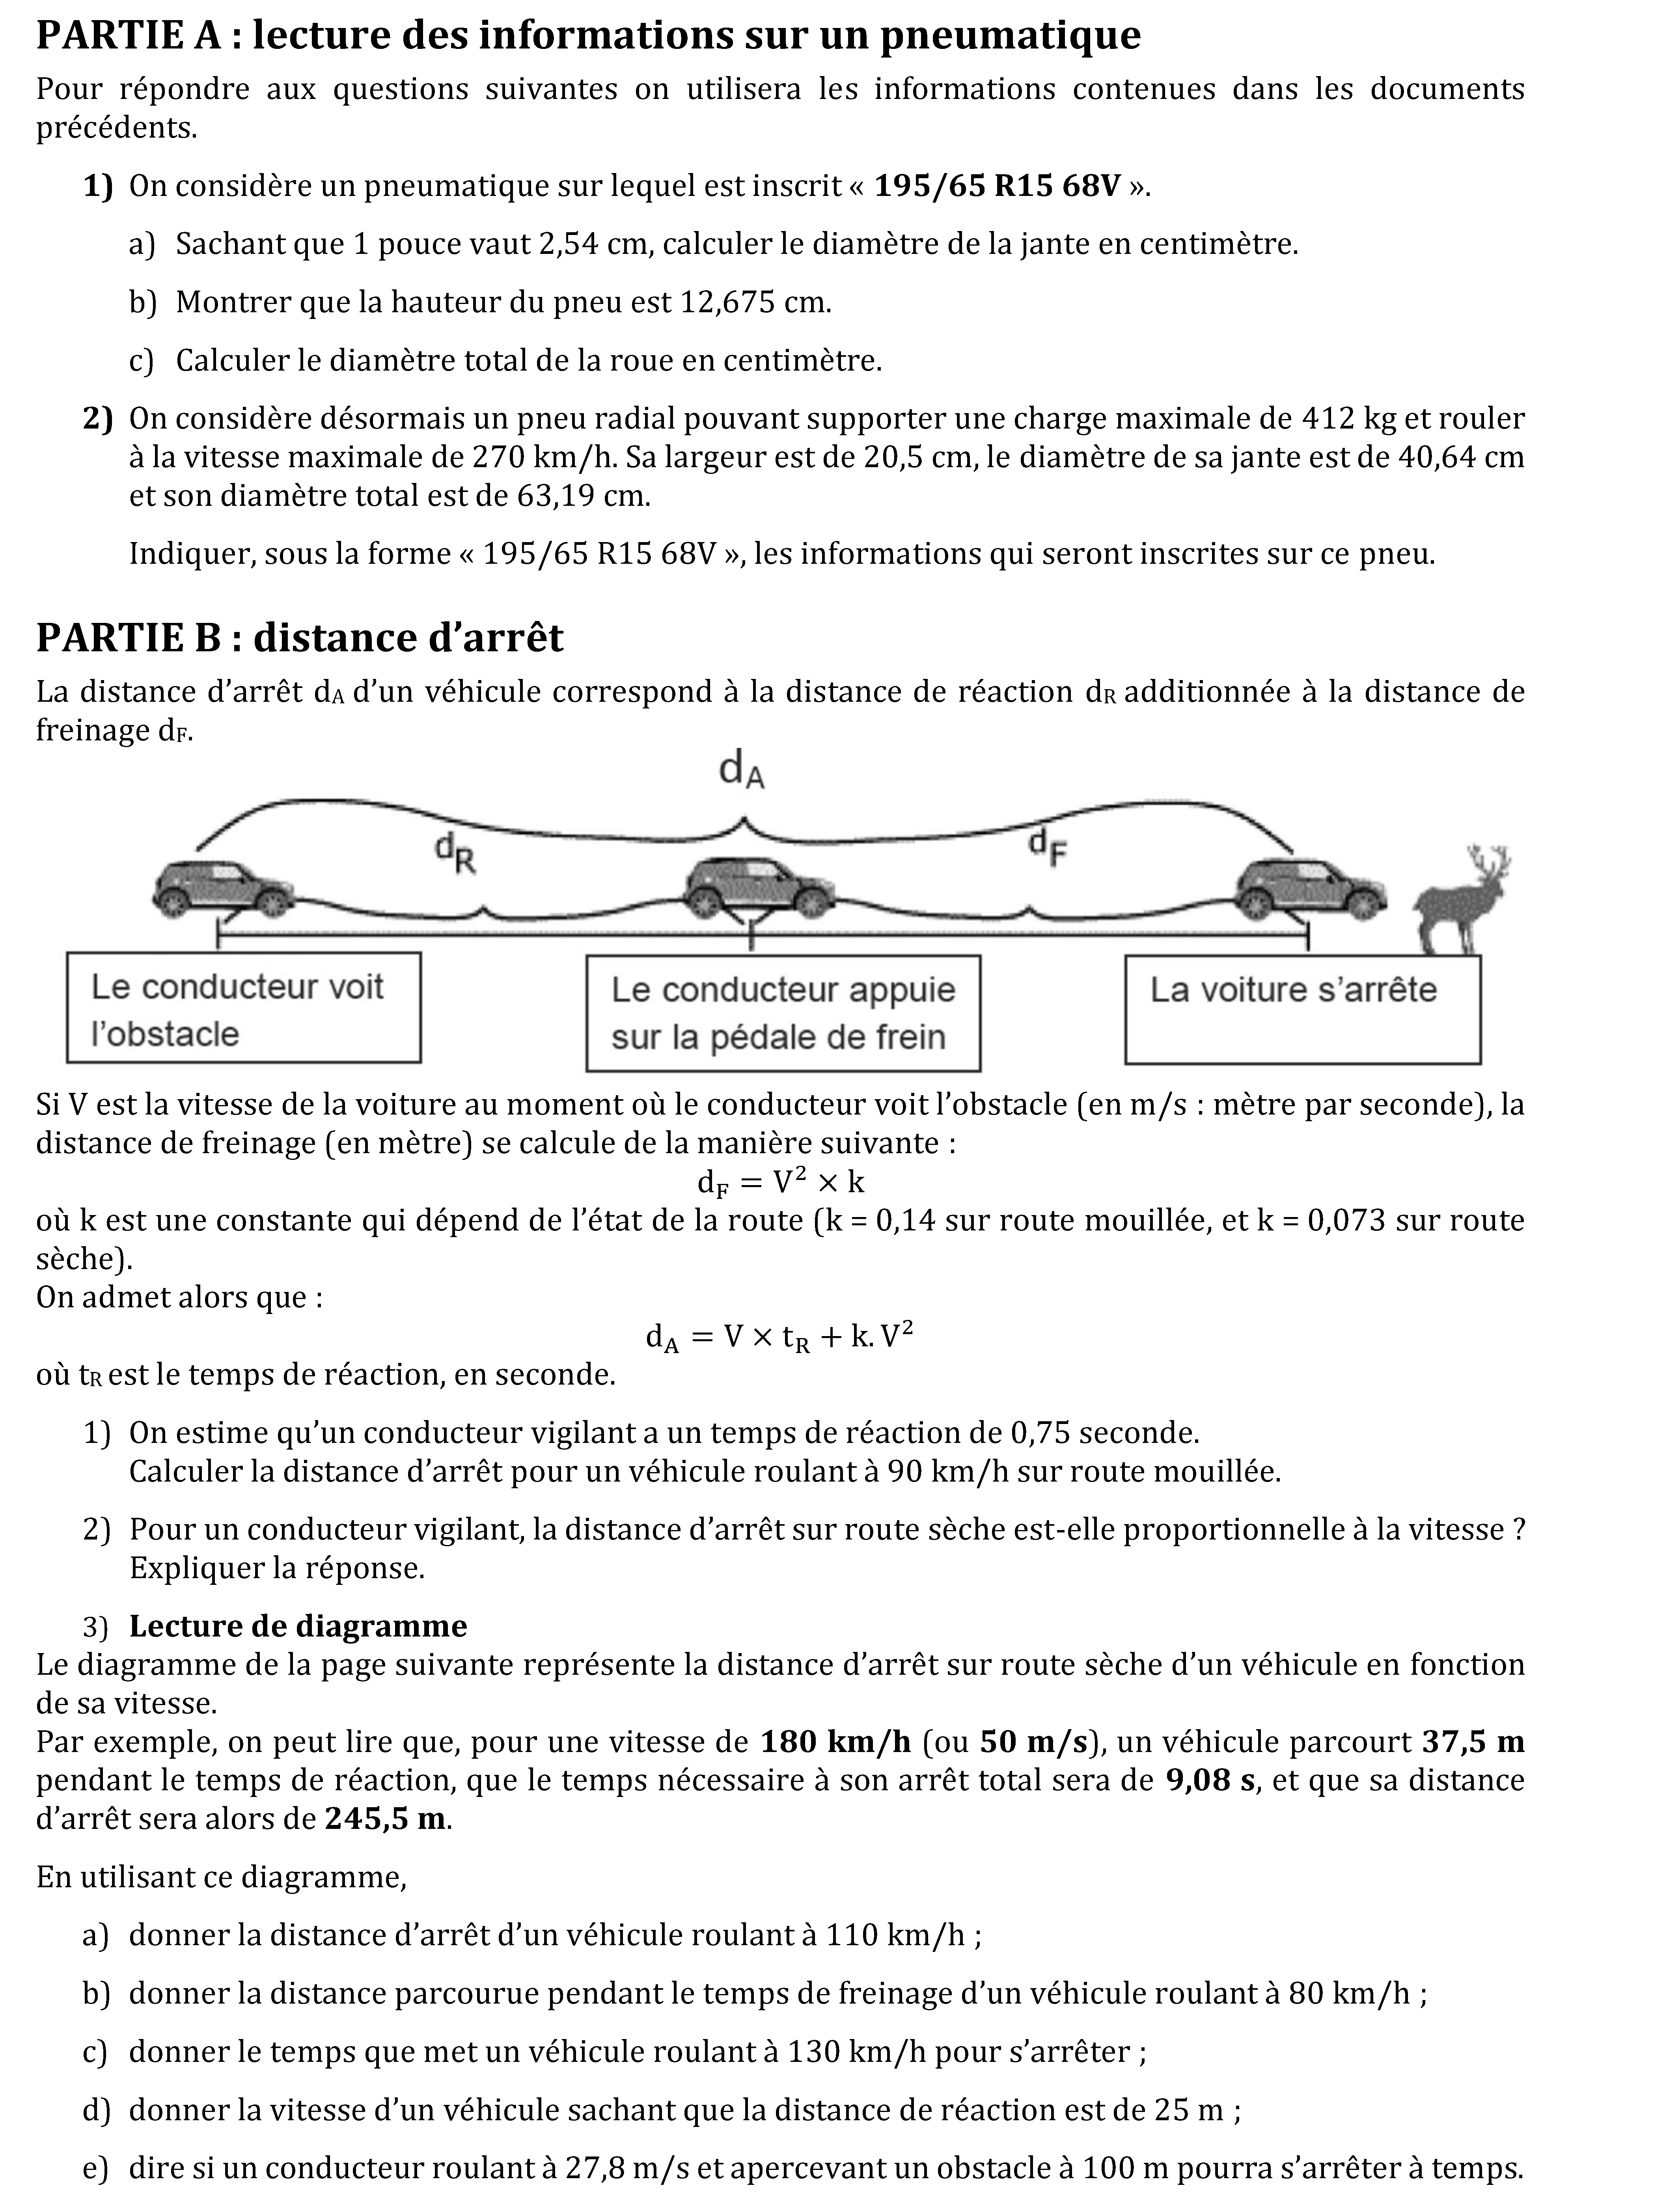 PARTIE A : lecture des informations sur un pneumatique
Pour répondre aux questions suivantes on utilisera les informations contenues dans les documents
précédents.
1) On considère un pneumatique sur lequel est inscrit « 195/65 R15 68V ».
a) Sachant que 1 pouce vaut 2,54 cm, calculer le diamètre de la jante en centimètre.
b) Montrer que la hauteur du pneu est 12,675 cm.
c) Calculer le diamètre total de la roue en centimètre.
2) On considère désormais un pneu radial pouvant supporter une charge maximale de 412 kg et rouler
à la vitesse maximale de 270 km/h. Sa largeur est de 20,5 cm, le diamètre de sa jante est de 40,64 cm
et son diamètre total est de 63,19 cm.
Indiquer, sous la forme « 195/65 R15 68V », les informations qui seront inscrites sur ce pneu.
PARTIE B : distance d’arrêt
La distance d’arrêt dA d’un véhicule correspond à la distance de réaction dR additionnée à la distance de
freinage dF.
dA
dR
dF
Le conducteur voit
l’obstacle
Le conducteur appuie
sur la pédale de frein
La voiture s’arrête
Si V est la vitesse de la voiture au moment où le conducteur voit l’obstacle (en m/s : mètre par seconde), la
distance de freinage (en mètre) se calcule de la manière suivante :
dF = V² × k
où k est une constante qui dépend de l’état de la route (k = 0,14 sur route mouillée, et k = 0,073 sur route
sèche).
On admet alors que :
dA = V × tR + k. V²
où tR est le temps de réaction, en seconde.
1) On estime qu’un conducteur vigilant a un temps de réaction de 0,75 seconde.
Calculer la distance d’arrêt pour un véhicule roulant à 90 km/h sur route mouillée.
2) Pour un conducteur vigilant, la distance d’arrêt sur route sèche est-elle proportionnelle à la vitesse ?
Expliquer la réponse.
3) Lecture de diagramme
Le diagramme de la page suivante représente la distance d’arrêt sur route sèche d’un véhicule en fonction
de sa vitesse.
Par exemple, on peut lire que, pour une vitesse de 180 km/h (ou 50 m/s), un véhicule parcourt 37,5 m
pendant le temps de réaction, que le temps nécessaire à son arrêt total sera de 9,08 s, et que sa distance
d’arrêt sera alors de 245,5 m.
En utilisant ce diagramme,
a) donner la distance d’arrêt d’un véhicule roulant à 110 km/h ;
b) donner la distance parcourue pendant le temps de freinage d’un véhicule roulant à 80 km/h ;
c) donner le temps que met un véhicule roulant à 130 km/h pour s’arrêter ;
d) donner la vitesse d’un véhicule sachant que la distance de réaction est de 25 m ;
e) dire si un conducteur roulant à 27,8 m/s et apercevant un obstacle à 100 m pourra s’arrêter à temps.